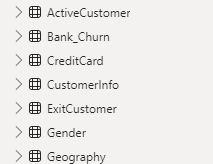 ActiveCustomer
Bank_Churn
CreditCard
CustomerInfo
ExitCustomer
Gender
Geography